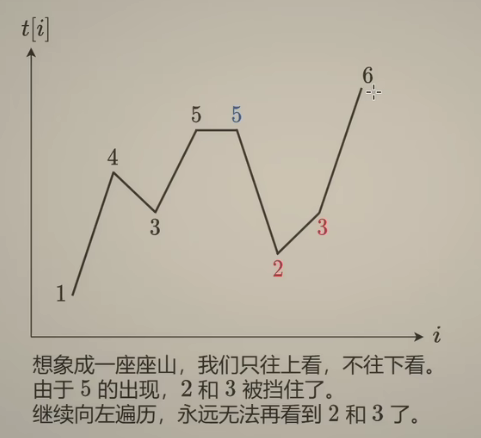 t[i]
6
5 5
4
3
3
2
1
i
想象成一座座山，我们只往上看，不往下看。
由于 5 的出现，2 和 3 被挡住了。
继续向左遍历，永远无法再看到 2 和 3 了。